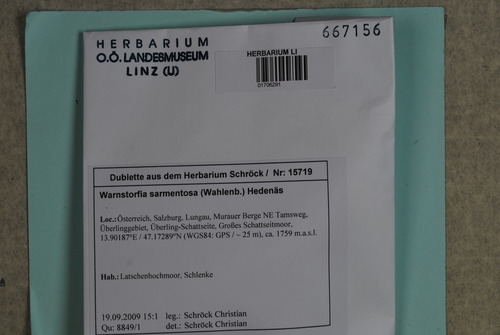 HERBARIUM
O.Ö. LANDESMUSEUM
LINZ (U)
HERBARIUM LI
01706291
667156
Dublette aus dem Herbarium Schröck / Nr: 15719
Warnstorfia sarmentosa (Wahlenb.) Hedenäs
Loc.:Österreich, Salzburg, Lungau, Murauer Berge NE Tamsweg,
Überlinggebiet, Überling-Schattseite, Großes Schattseitmoor,
13.90187°E / 47.17289°N (WGS84: GPS / ~ 25 m), ca. 1759 m.a.s.l.
Hab.:Latschenhochmoor, Schlenke
19.09.2009 15:1 leg.: Schröck Christian
Qu: 8849/1 det.: Schröck Christian